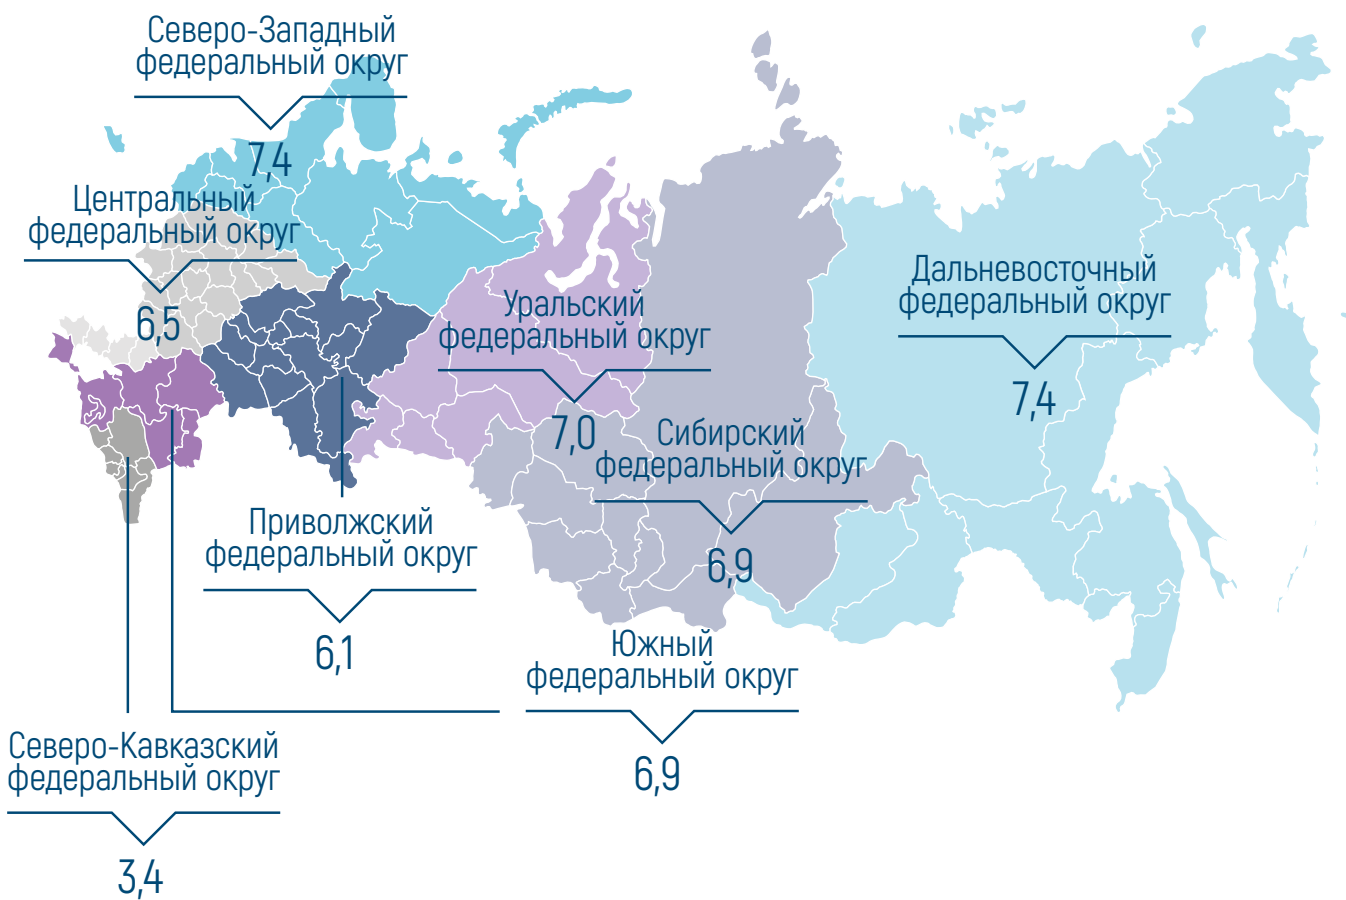 Северо-Западный
федеральный округ
7,4
Центральный
федеральный округ
6,5
Уральский
федеральный округ
7,0
Дальневосточный
федеральный округ
7,4
Сибирский
федеральный округ
6,9
Приволжский
федеральный округ
6,1
Южный
федеральный округ
6,9
Северо-Кавказский
федеральный округ
3,4